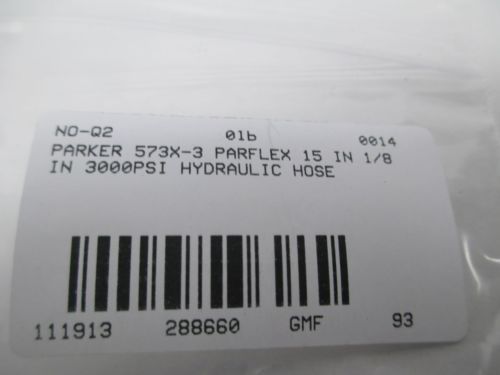 NO-Q2 01b 0014
PARKER 573X-3 PARFLEX 15 IN 1/8
IN 3000PSI HYDRAULIC HOSE
111913 288660 GMF 93